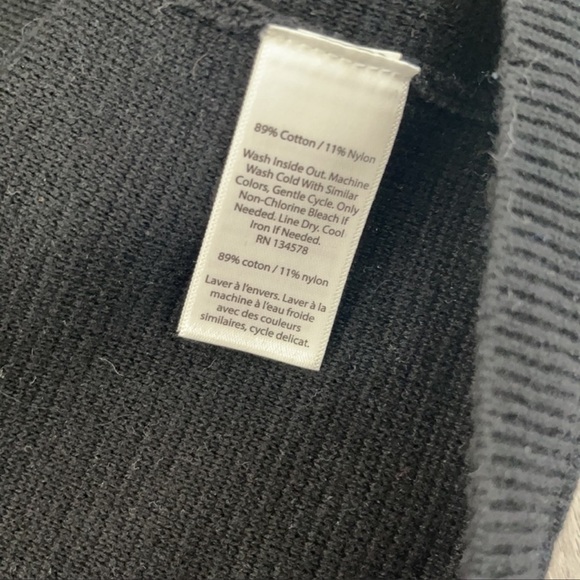 89% Cotton / 11% Nylon
Wash Inside Out. Machine
Wash Cold With Similar
Colors, Gentle Cycle. Only
Non-Chlorine Bleach if
Needed. Line Dry. Cool
Iron if Needed.
RN 134578
89% coton / 11% nylon
Laver à l'envers. Laver à la
machine à l'eau froide
avec des couleurs
similaires, cycle delicat.